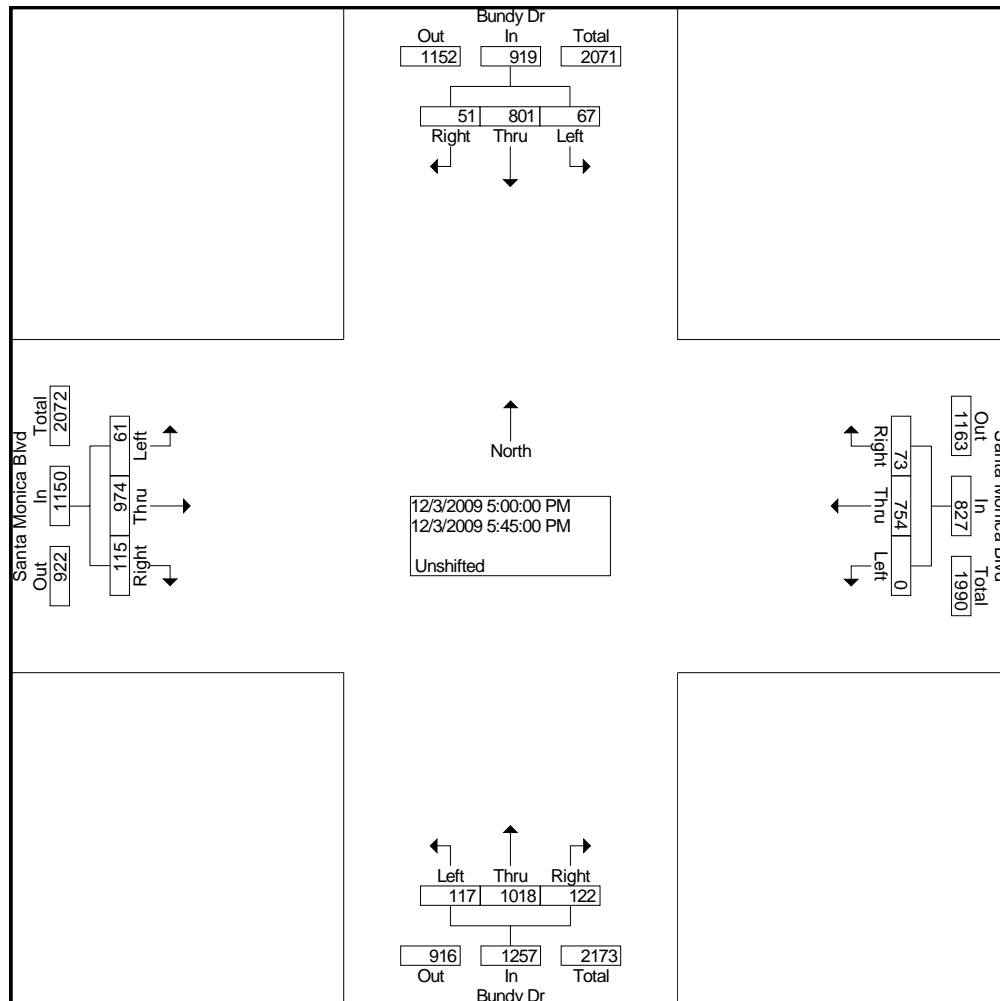 Bundy Dr
Out In Total
1152 919 2071
51 801 67
Right Thru Left
Santa Monica Blvd
Total In Out
2072 1150 922
61 974 115
Left Thru Right
North
12/3/2009 5:00:00 PM
12/3/2009 5:45:00 PM
Unshifted
Right Thru Left
73 754 0
Out In Total
1163 827 1990
Santa Monica Blvd
Left Thru Right
117 1018 122
916 1257 2173
Out In Total
Bundy Dr